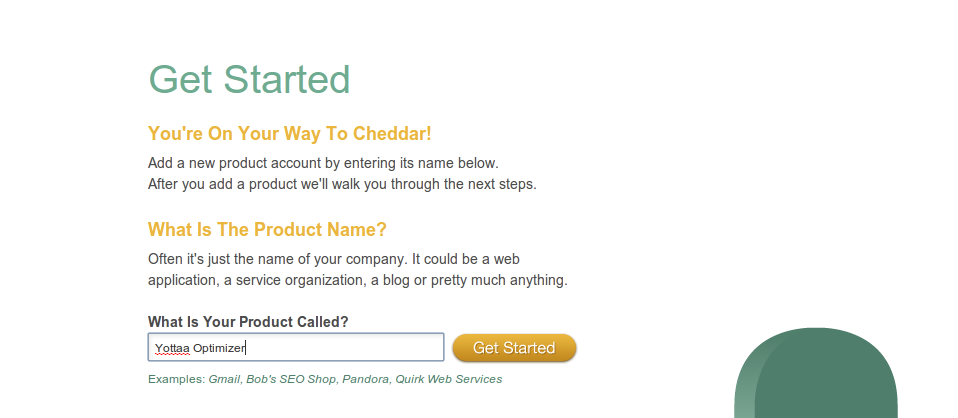 Get Started
You're On Your Way To Cheddar!
Add a new product account by entering its name below.
After you add a product we'll walk you through the next steps.
What Is The Product Name?
Often it's just the name of your company. It could be a web
application, a service organization, a blog or pretty much anything.
What Is Your Product Called?
Yottaa Optimizer
Get Started
Examples: Gmail, Bob's SEO Shop, Pandora, Quirk Web Services